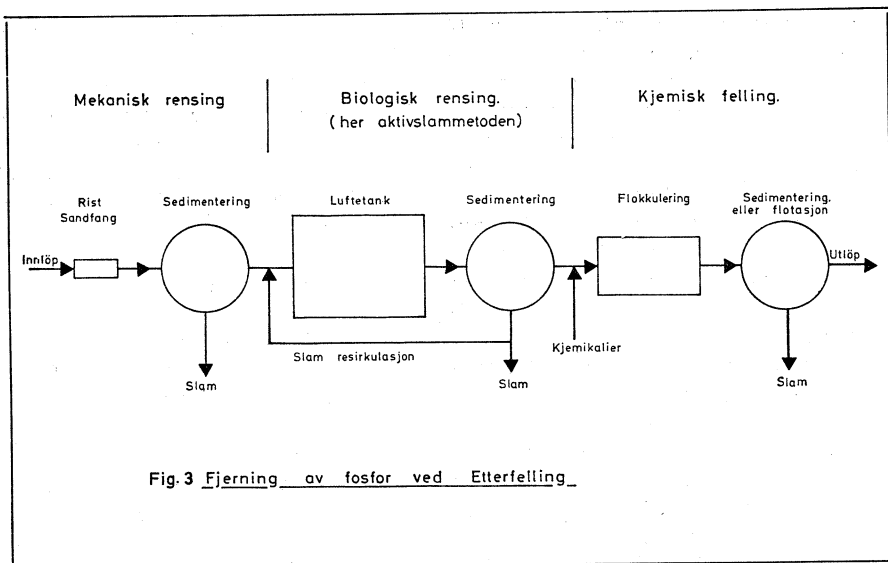 Mekanisk rensing
Biologisk rensing.
(her aktivslammetoden)
Kjemisk felling.
Rist
Sandfang
Sedimentering
Luftetank
Sedimentering
Flokkulering
Sedimentering.
eller flotasjon
Innlöp
Utlöp
Slam resirkulasjon
Kjemikalier
Slam
Slam
Slam
Fig. 3 Fjerning av fosfor ved Etterfelling